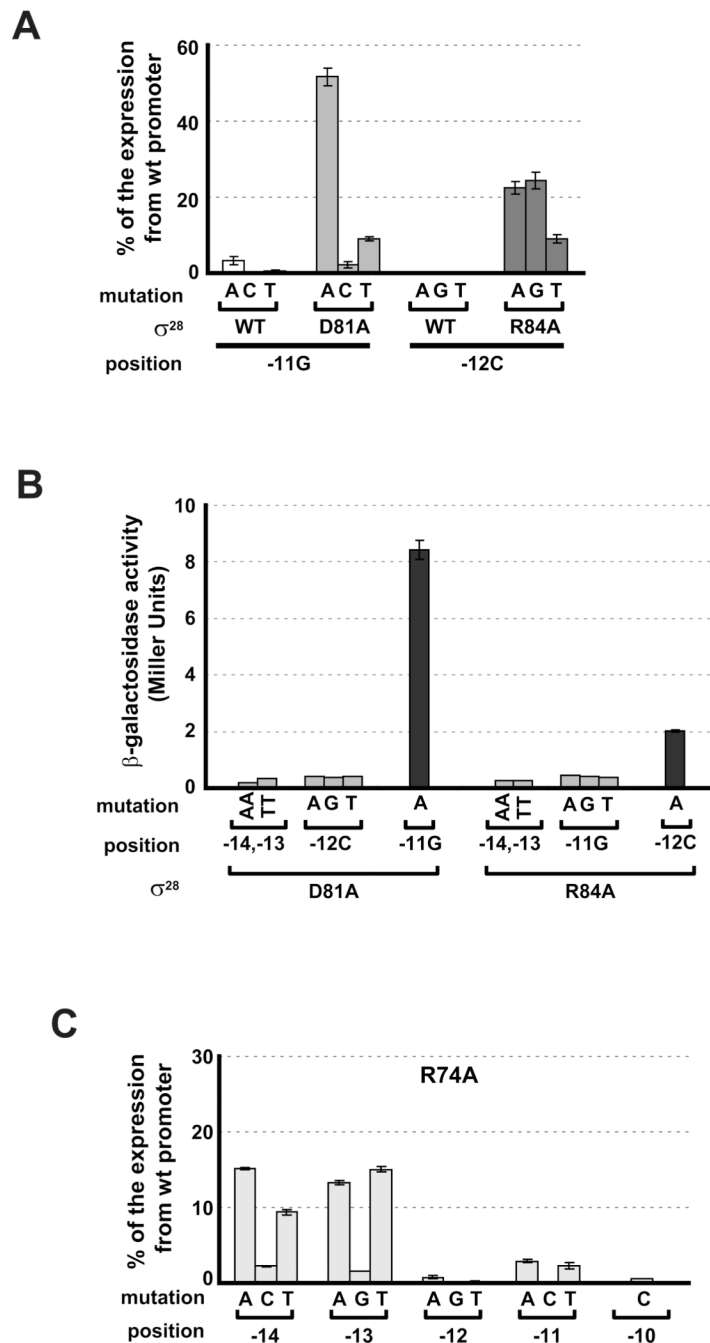 A
% of the expression
from wt promoter
60
40
20
0
mutation
A C T A C T A G T A G T
σ28 WT D81A WT R84A
position -11G -12C
B
β-galactosidase activity
(Miller Units)
10
8
6
4
2
0
mutation AA TT A G T A AA TT A G T A
position -14,-13 -12C -11G -14,-13 -11G -12C
σ28 D81A R84A
C
% of the expression
from wt promoter
R74A
30
20
10
0
mutation A C T A G T A G T A C T C
position -14 -13 -12 -11 -10